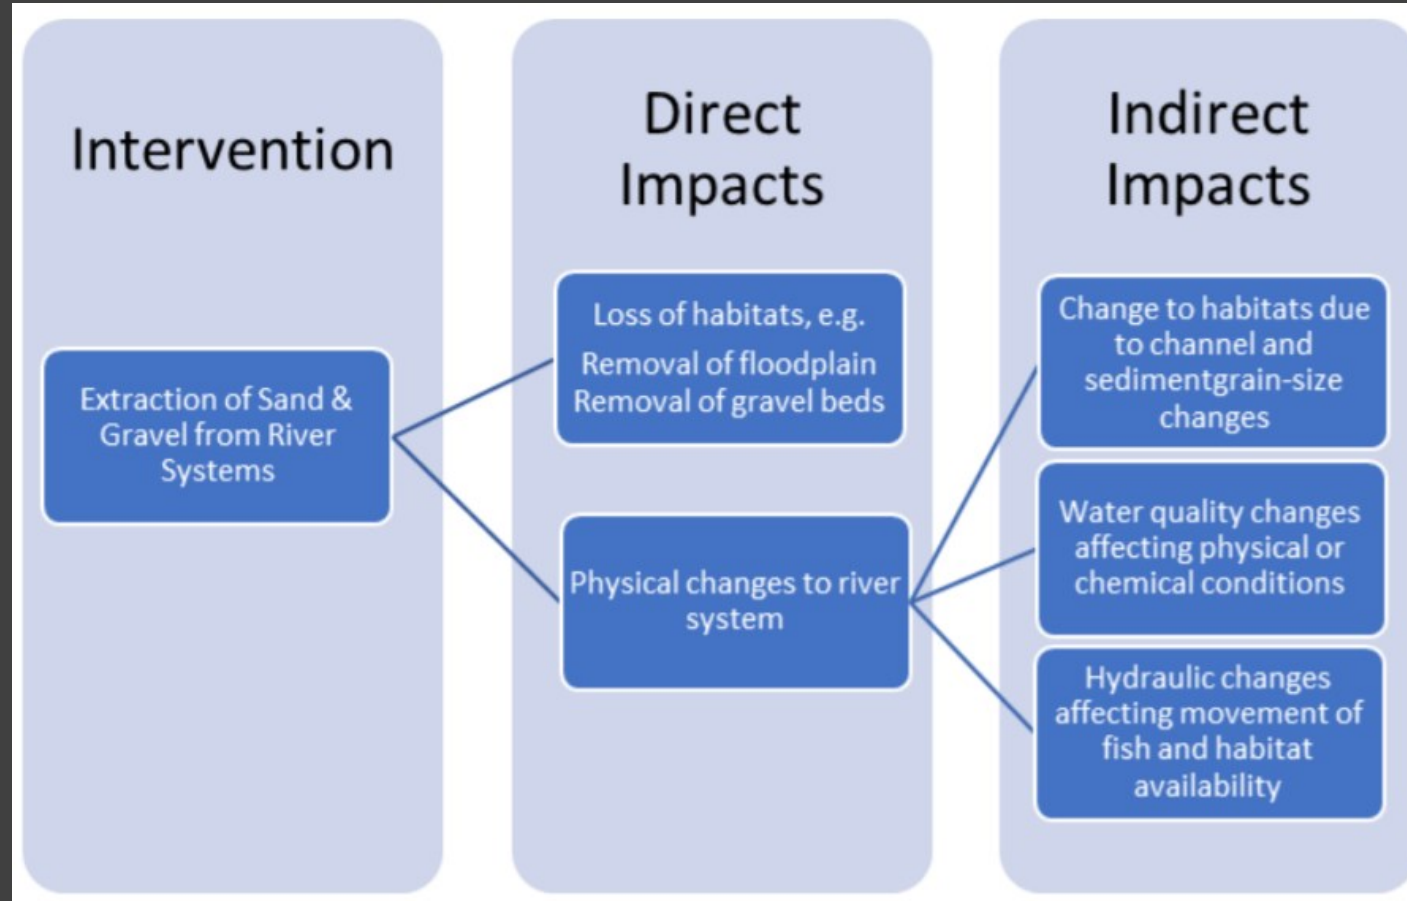 Intervention
Extraction of Sand &
Gravel from River
Systems
Direct
Impacts
Loss of habitats, e.g.
Removal of floodplain
Removal of gravel beds
Physical changes to river
system
Indirect
Impacts
Change to habitats due
to channel and
sedimentgrain-size
changes
Water quality changes
affecting physical or
chemical conditions
Hydraulic changes
affecting movement of
fish and habitat
availability